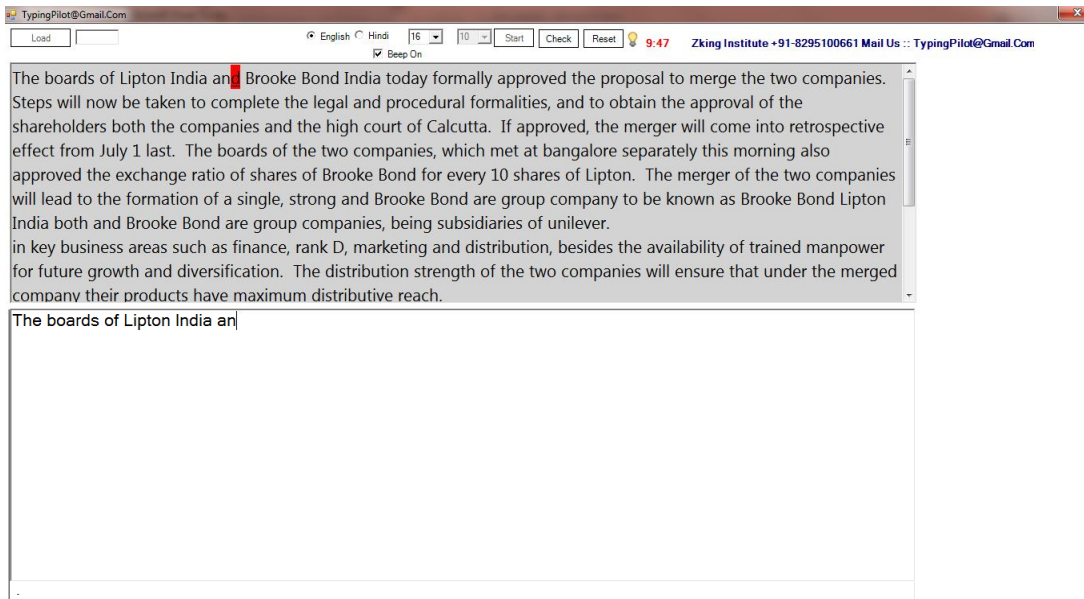 TypingPilot@Gmail.Com
Load English Hindi 16 10 Start Check Reset 9:47 Zking Institute +91-8295100661 Mail Us :: TypingPilot@Gmail.Com
Beep On
The boards of Lipton India and Brooke Bond India today formally approved the proposal to merge the two companies.
Steps will now be taken to complete the legal and procedural formalities, and to obtain the approval of the
shareholders both the companies and the high court of Calcutta.  If approved, the merger will come into retrospective
effect from July 1 last.  The boards of the two companies, which met at bangalore separately this morning also
approved the exchange ratio of shares of Brooke Bond for every 10 shares of Lipton.  The merger of the two companies
will lead to the formation of a single, strong and Brooke Bond are group company to be known as Brooke Bond Lipton
India both and Brooke Bond are group companies, being subsidiaries of unilever.
in key business areas such as finance, rank D, marketing and distribution, besides the availability of trained manpower
for future growth and diversification.  The distribution strength of the two companies will ensure that under the merged
company their products have maximum distributive reach.
The boards of Lipton India an